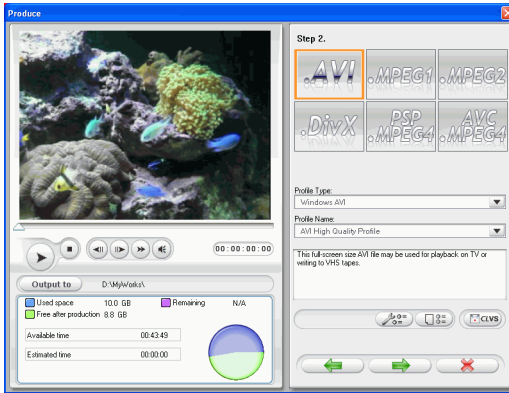 Produce
Step 2.
.AVI .MPEG1 .MPEG2
.DivX PSP .MPEG4 AVC .MPEG4
Profile Type:
Windows AVI
Profile Name:
AVI High Quality Profile
This full-screen size AVI file may be used for playback on TV or
writing to VHS tapes.
00:00:00:00
Output to D:\MyWorks\
Used space 10.0 GB Remaining N/A
Free after production 8.8 GB
Available time 00:43:49
Estimated time 00:00:00
CLVS